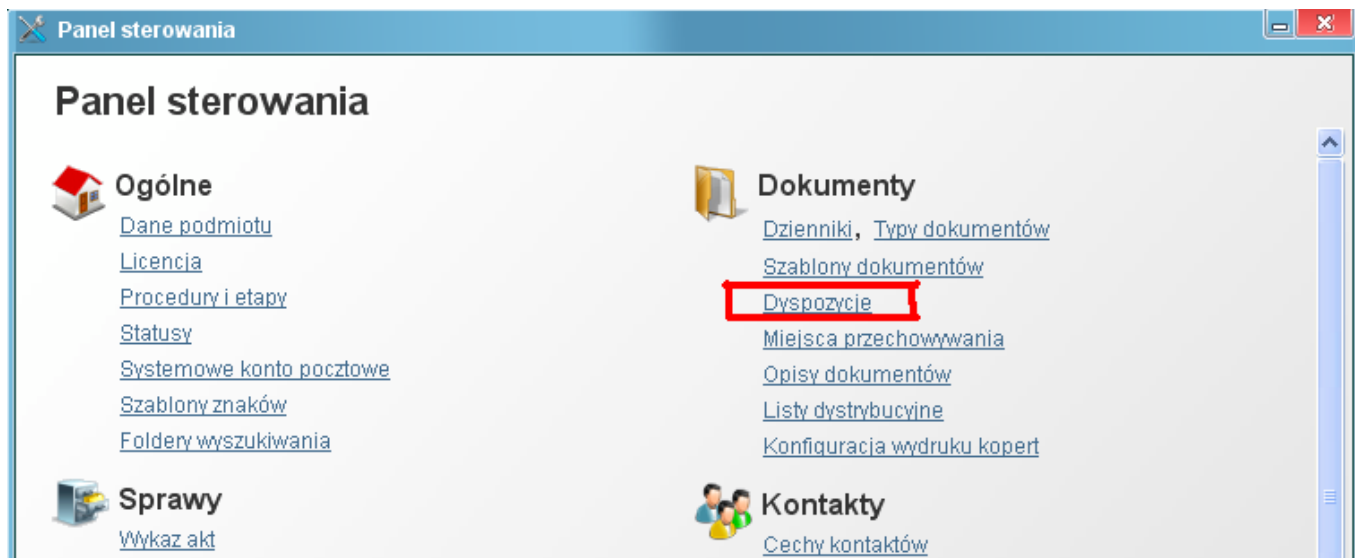 Panel sterowania
Panel sterowania
Ogólne
Dane podmiotu
Licencja
Procedury i etapy
Statusy
Systemowe konto pocztowe
Szablony znaków
Foldery wyszukiwania
Dokumenty
Dzienniki, Typy dokumentów
Szablony dokumentów
Dyspozycje
Miejsca przechowywania
Opisy dokumentów
Listy dystrybucyjne
Konfiguracja wydruku kopert
Sprawy
Wykaz akt
Kontakty
Cechy kontaktów